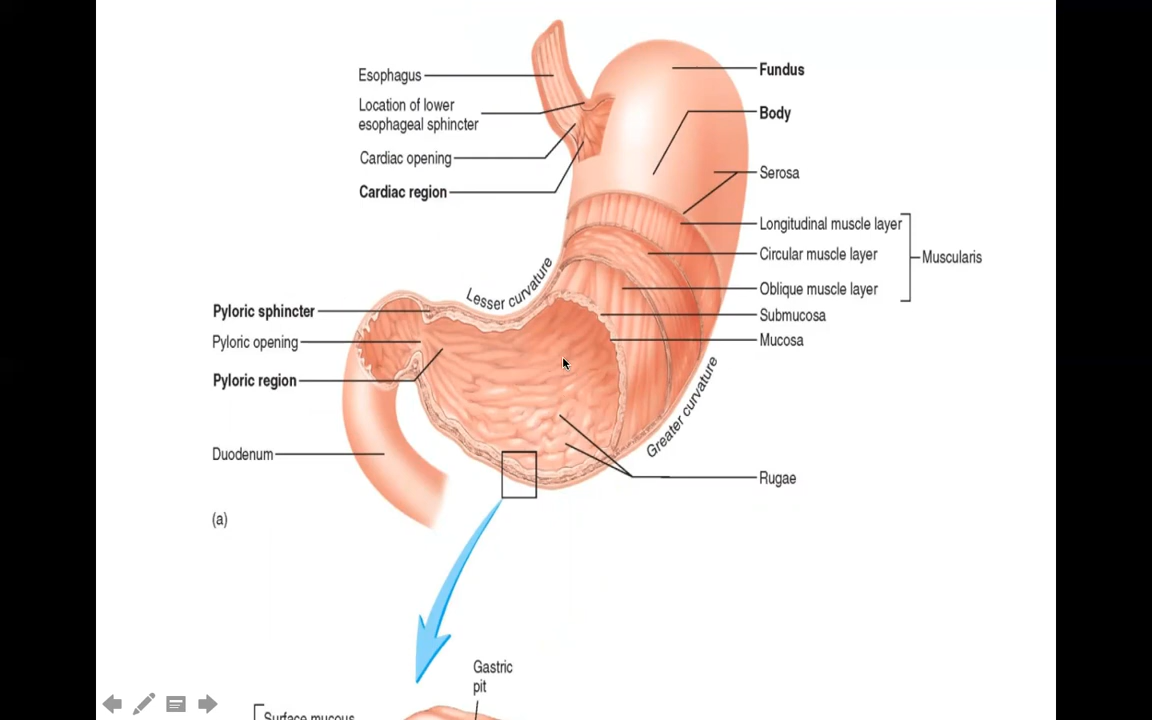 Esophagus
Location of lower
esophageal sphincter
Cardiac opening
Cardiac region
Fundus
Body
Serosa
Longitudinal muscle layer
Circular muscle layer
Muscularis
Oblique muscle layer
Submucosa
Mucosa
Lesser curvature
Greater curvature
Pyloric sphincter
Pyloric opening
Pyloric region
Duodenum
Rugae
(a)
Gastric
pit
Surface mucous